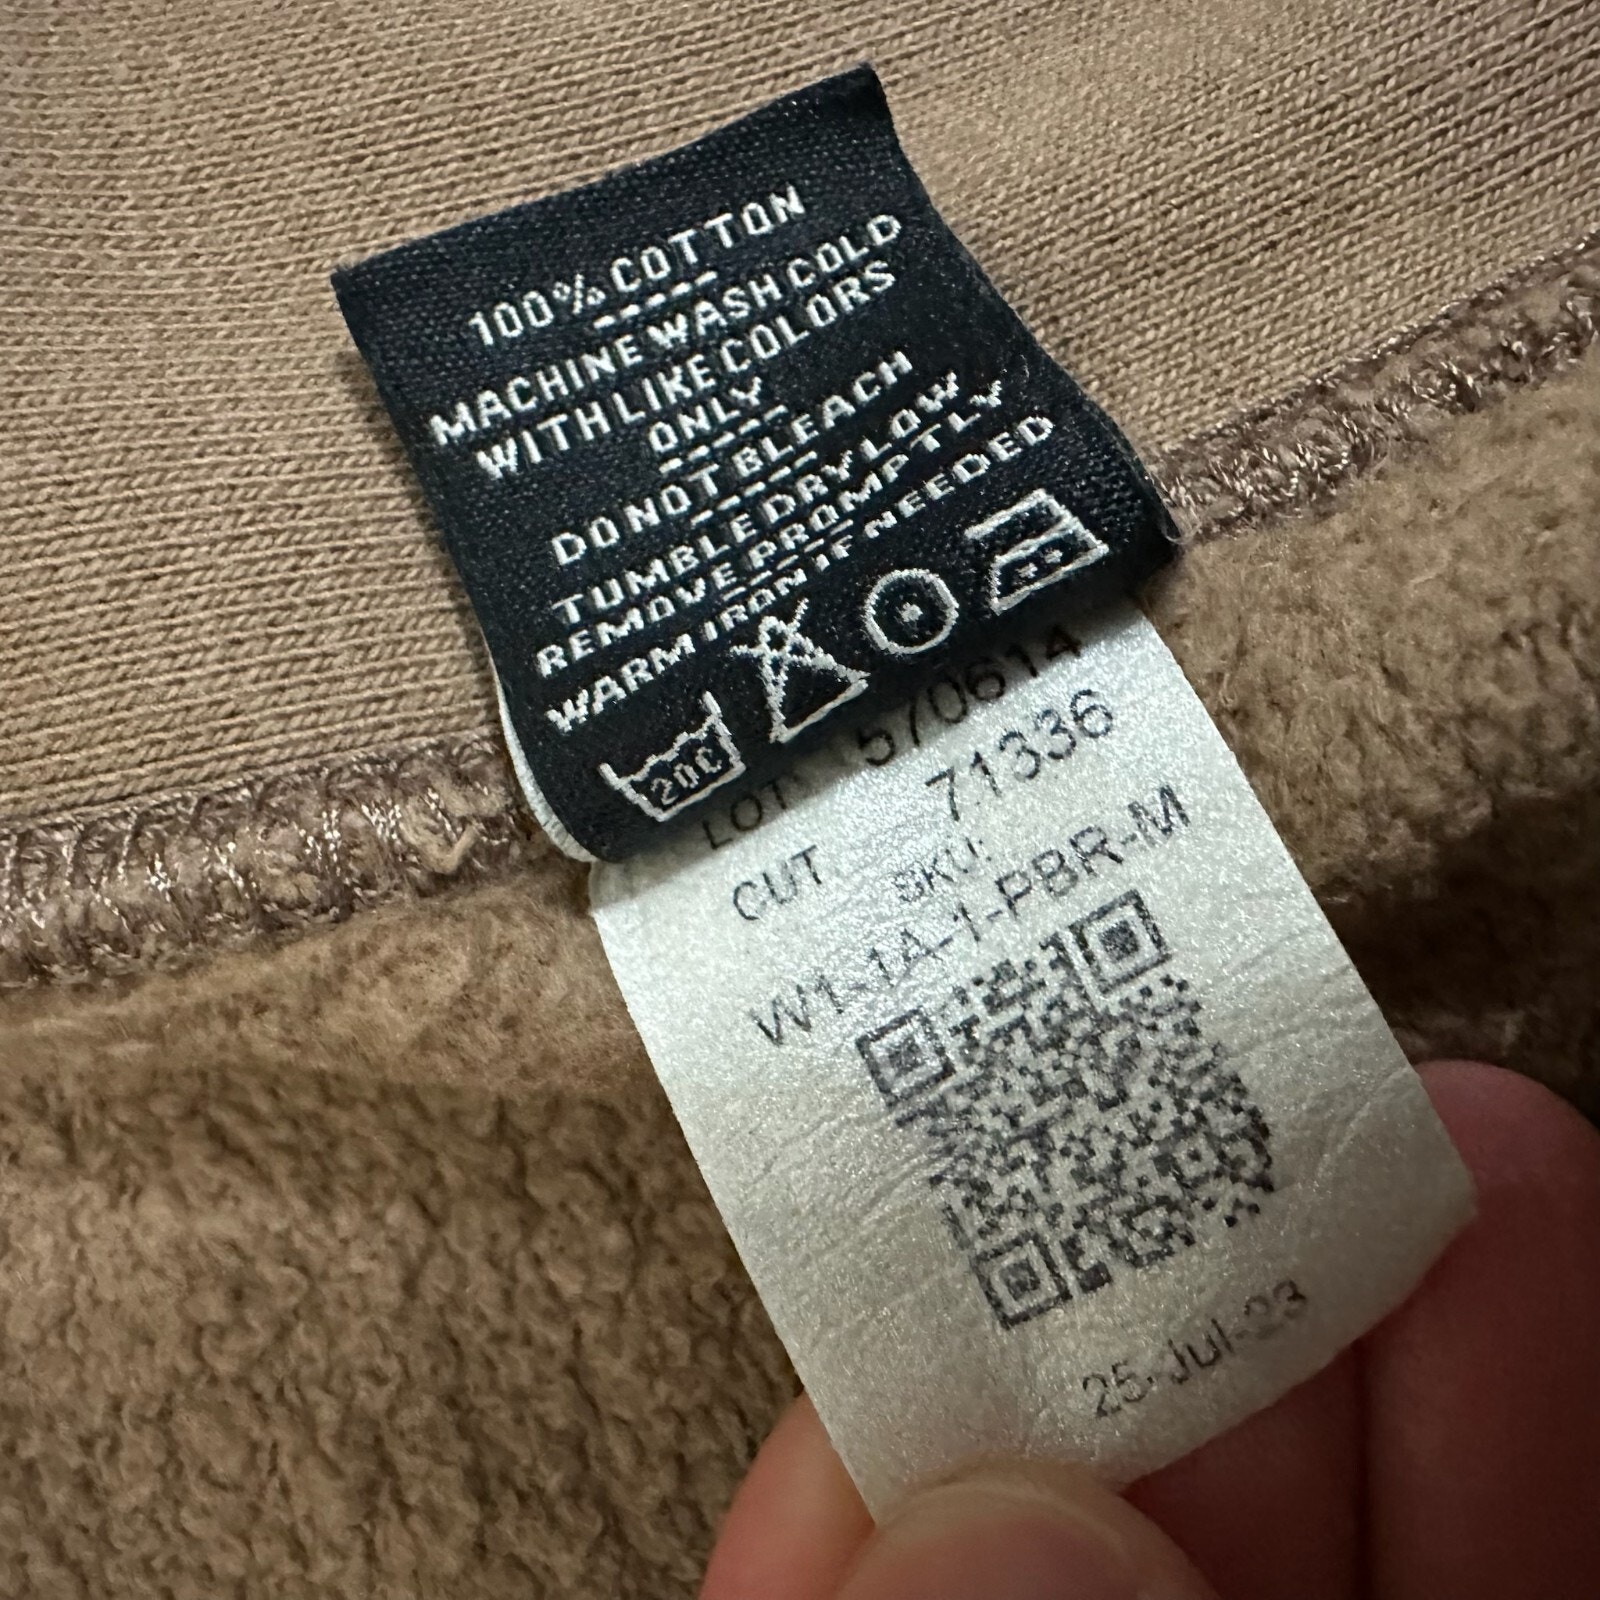 100% COTTON
MACHINE WASH COLD
WITH LIKE COLORS
ONLY
DO NOT BLEACH
TUMBLE DRY LOW
REMOVE PROMPTLY
WARM IRON IF NEEDED
20C
LOT: 1570614
CUT: 71336
SKU:
W1-1A-1-PBR-M
25-Jul-23